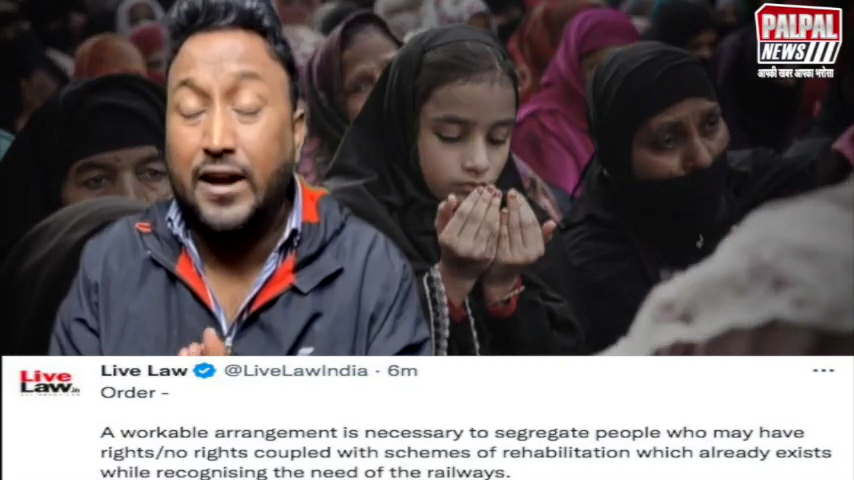 PALPAL
NEWS
आपकी खबर आपका भरोसा
Live Law @LiveLawIndia · 6m
Live
Law.in
Order -
A workable arrangement is necessary to segregate people who may have
rights/no rights coupled with schemes of rehabilitation which already exists
while recognising the need of the railways.